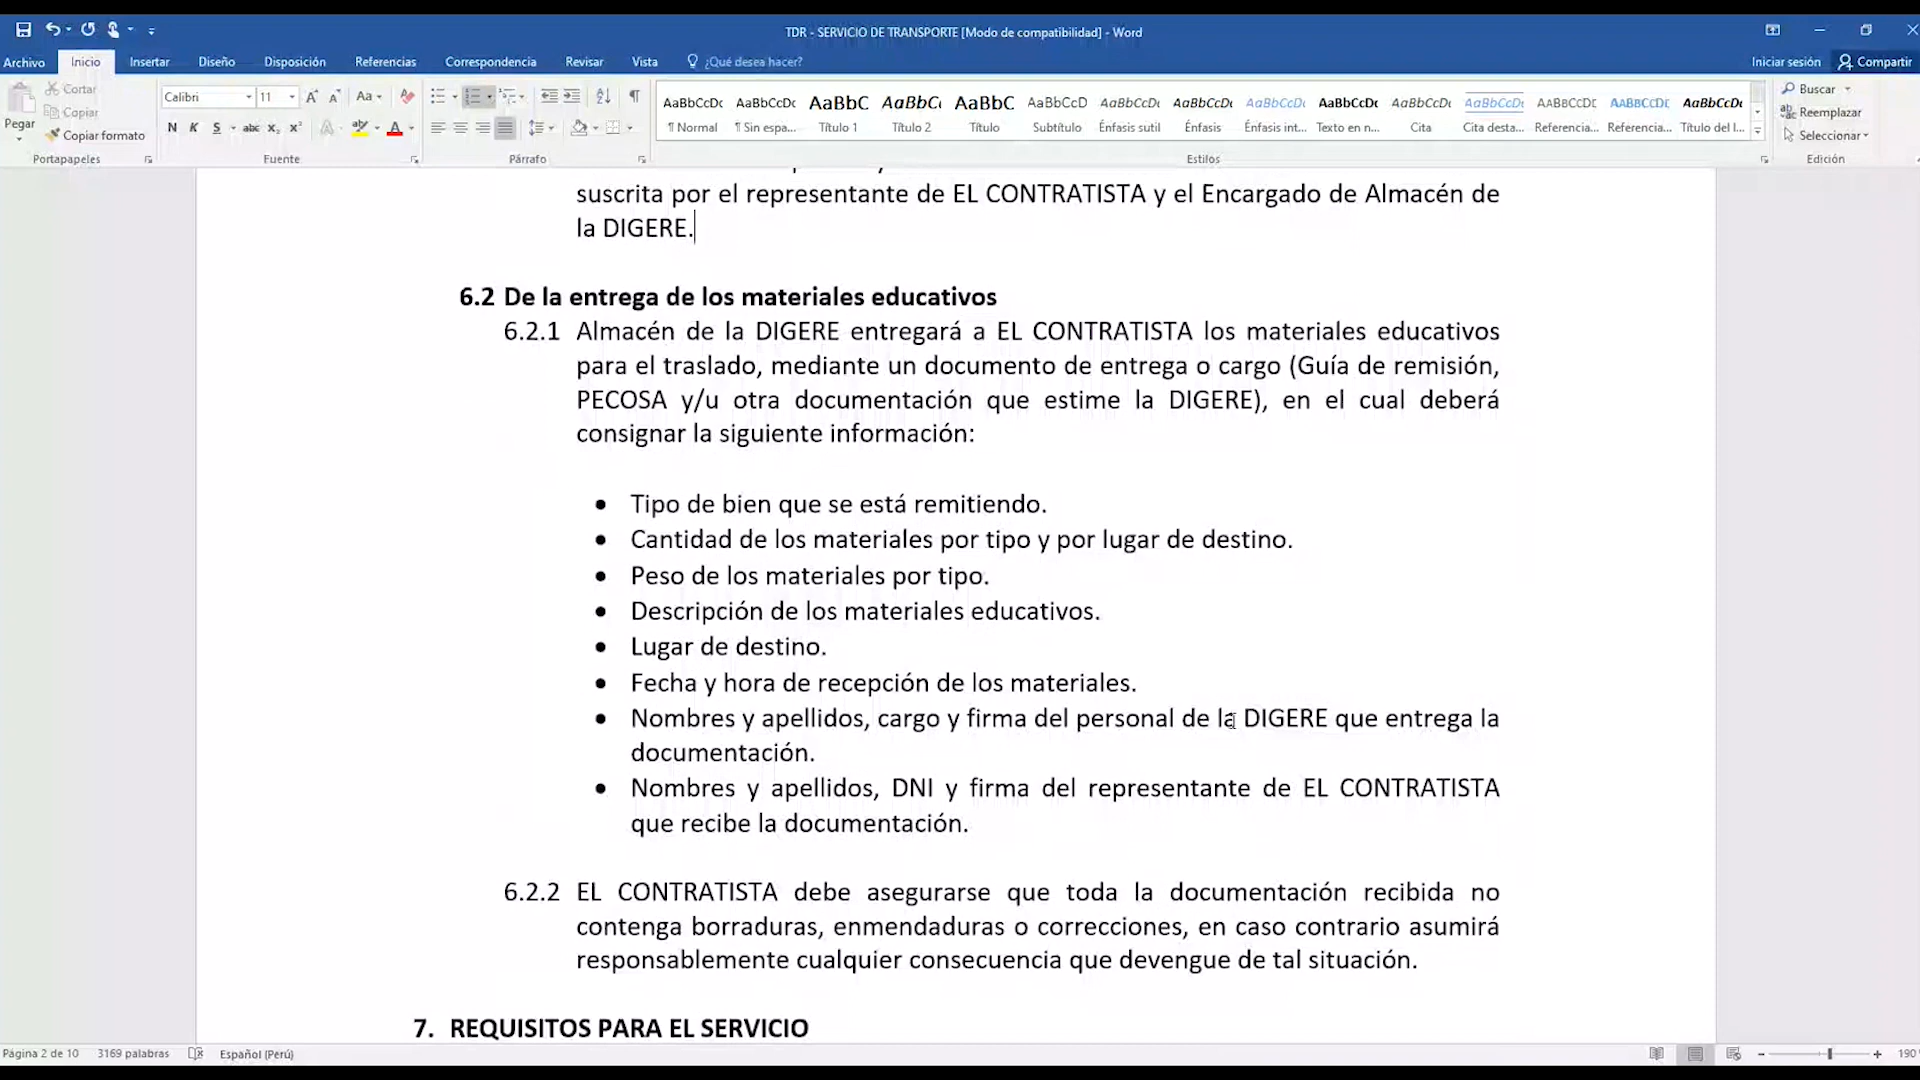 TDR - SERVICIO DE TRANSPORTE [Modo de compatibilidad] - Word
Archivo Inicio Insertar Diseño Disposición Referencias Correspondencia Revisar Vista ¿Qué desea hacer? Iniciar sesión Compartir
Pegar
Cortar
Copiar
Copiar formato
Portapapeles
Calibri 11 Aa
N K S abc x₂ x²
Fuente
Párrafo
AaBbCcDc AaBbCcDc AaBbC AaBbC AaBbC AaBbCcD AaBbCcDc AaBbCcDc AaBbCcDc AaBbCcDc AaBbCcDc AaBbCcDc AABBCCDC AABBCCDC AaBbCcDc
¶ Normal ¶ Sin espa... Título 1 Título 2 Título Subtítulo Énfasis sutil Énfasis Énfasis int... Texto en n... Cita Cita desta... Referencia... Referencia... Título del l...
Estilos
Buscar
Reemplazar
Seleccionar
Edición
suscrita por el representante de EL CONTRATISTA y el Encargado de Almacén de
la DIGERE.
6.2 De la entrega de los materiales educativos
6.2.1 Almacén de la DIGERE entregará a EL CONTRATISTA los materiales educativos
para el traslado, mediante un documento de entrega o cargo (Guía de remisión,
PECOSA y/u otra documentación que estime la DIGERE), en el cual deberá
consignar la siguiente información:
• Tipo de bien que se está remitiendo.
• Cantidad de los materiales por tipo y por lugar de destino.
• Peso de los materiales por tipo.
• Descripción de los materiales educativos.
• Lugar de destino.
• Fecha y hora de recepción de los materiales.
• Nombres y apellidos, cargo y firma del personal de la DIGERE que entrega la
documentación.
• Nombres y apellidos, DNI y firma del representante de EL CONTRATISTA
que recibe la documentación.
6.2.2 EL CONTRATISTA debe asegurarse que toda la documentación recibida no
contenga borraduras, enmendaduras o correcciones, en caso contrario asumirá
responsablemente cualquier consecuencia que devengue de tal situación.
7. REQUISITOS PARA EL SERVICIO
Página 2 de 10 3169 palabras Español (Perú) 190